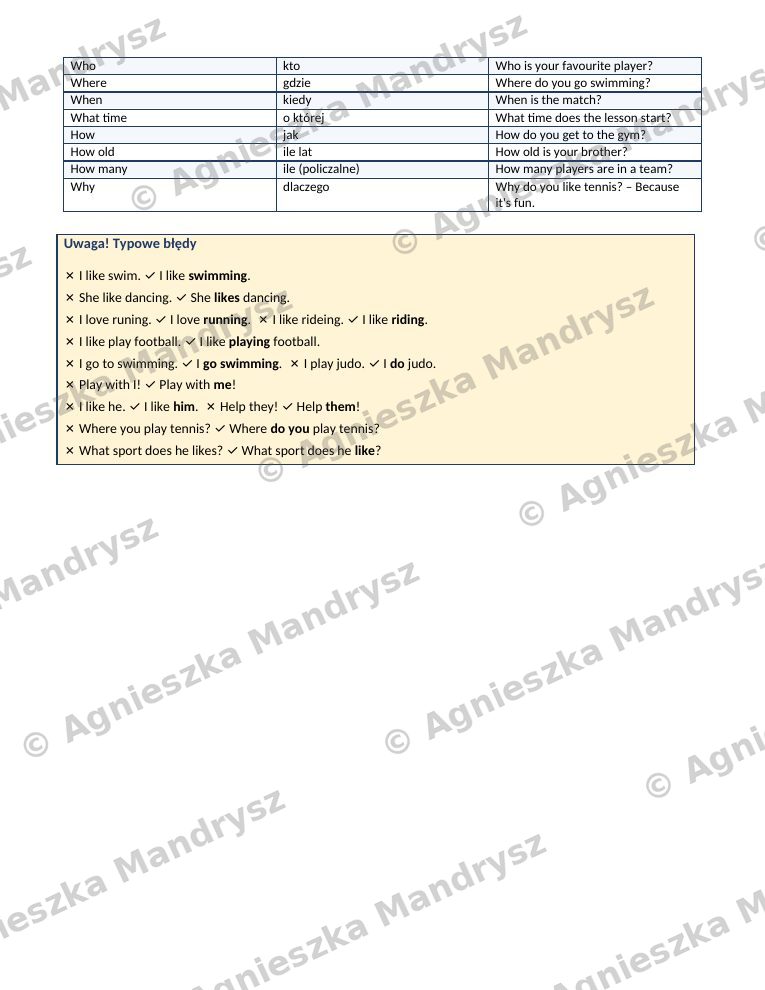 Who kto Who is your favourite player?
Where gdzie Where do you go swimming?
When kiedy When is the match?
What time o której What time does the lesson start?
How jak How do you get to the gym?
How old ile lat How old is your brother?
How many ile (policzalne) How many players are in a team?
Why dlaczego Why do you like tennis? – Because
it's fun.
Uwaga! Typowe błędy
✕ I like swim. ✓ I like swimming.
✕ She like dancing. ✓ She likes dancing.
✕ I love runing. ✓ I love running. ✕ I like rideing. ✓ I like riding.
✕ I like play football. ✓ I like playing football.
✕ I go to swimming. ✓ I go swimming. ✕ I play judo. ✓ I do judo.
✕ Play with I! ✓ Play with me!
✕ I like he. ✓ I like him. ✕ Help they! ✓ Help them!
✕ Where you play tennis? ✓ Where do you play tennis?
✕ What sport does he likes? ✓ What sport does he like?
© Agnieszka Mandrysz